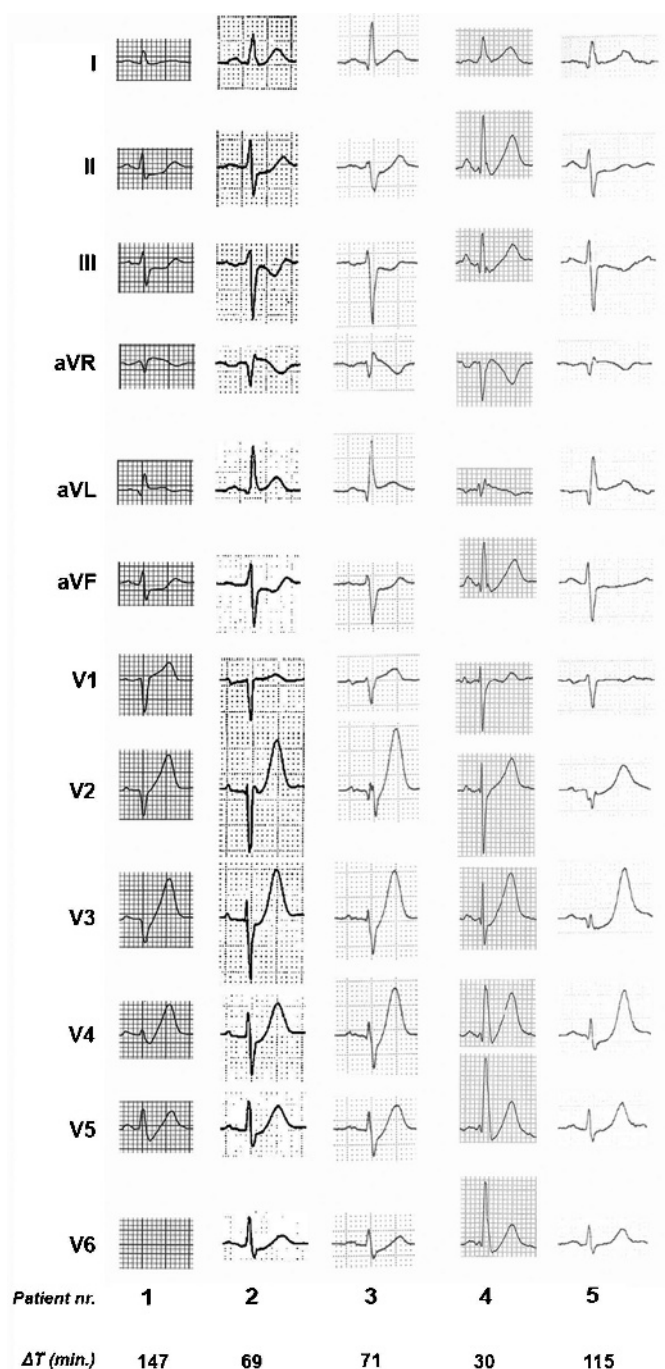 I
II
III
aVR
aVL
aVF
V1
V2
V3
V4
V5
V6
Patient nr. 1 2 3 4 5
ΔT (min.) 147 69 71 30 115